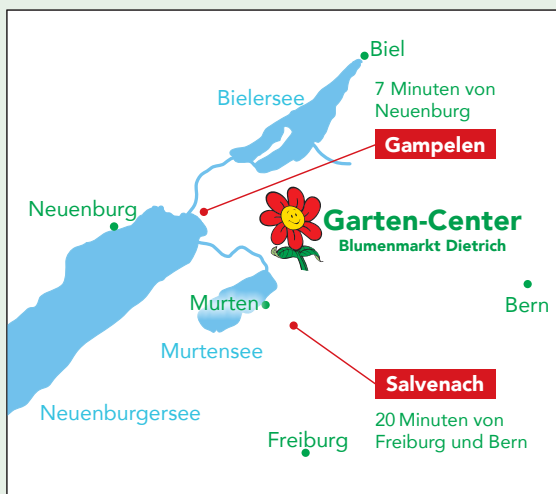 Biel
Bielersee
7 Minuten von
Neuenburg
Gampelen
Neuenburg
Garten-Center
Blumenmarkt Dietrich
Murten
Bern
Murtensee
Salvenach
Neuenburgersee
20 Minuten von
Freiburg und Bern
Freiburg